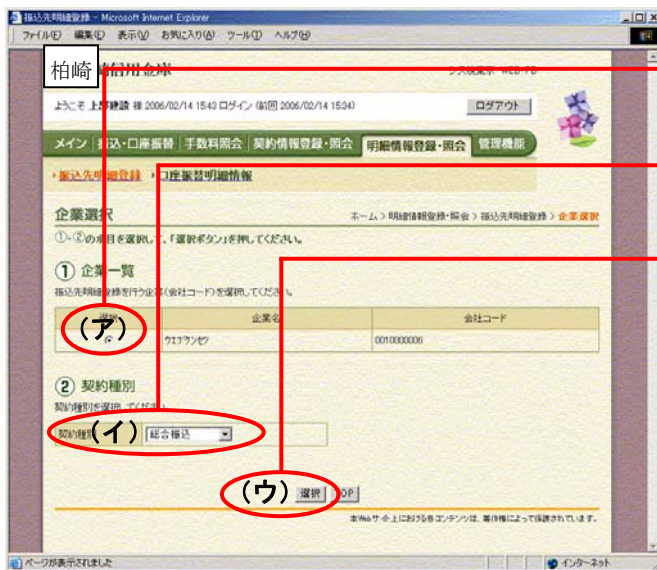 振込先明細登録 - Microsoft Internet Explorer
ファイル(F) 編集(E) 表示(V) お気に入り(A) ツール(T) ヘルプ(H)
柏崎信用金庫
ようこそ 上部建設 様 2006/02/14 15:43 ログイン (前回 2006/02/14 15:34)
ログアウト
メイン 振込・口座振替 手数料照会 契約情報登録・照会 明細情報登録・照会 管理機能
振込先明細登録 口座振替明細情報
企業選択
ホーム > 明細情報登録・照会 > 振込先明細登録 > 企業選択
①・②の項目を選択して、「選択ボタン」を押してください。
① 企業一覧
振込先明細登録を行う企業(会社コード)を選択してください。
選択 企業名 会社コード
(ア)
ウエブケンセツ 0010000006
② 契約種別
契約種別を選択してください。
契約種別 (イ) 総合振込
(ウ) 選択 TOP
本Webサイト上における各コンテンツは、著作権によって保護されています。
ページが表示されました インターネット